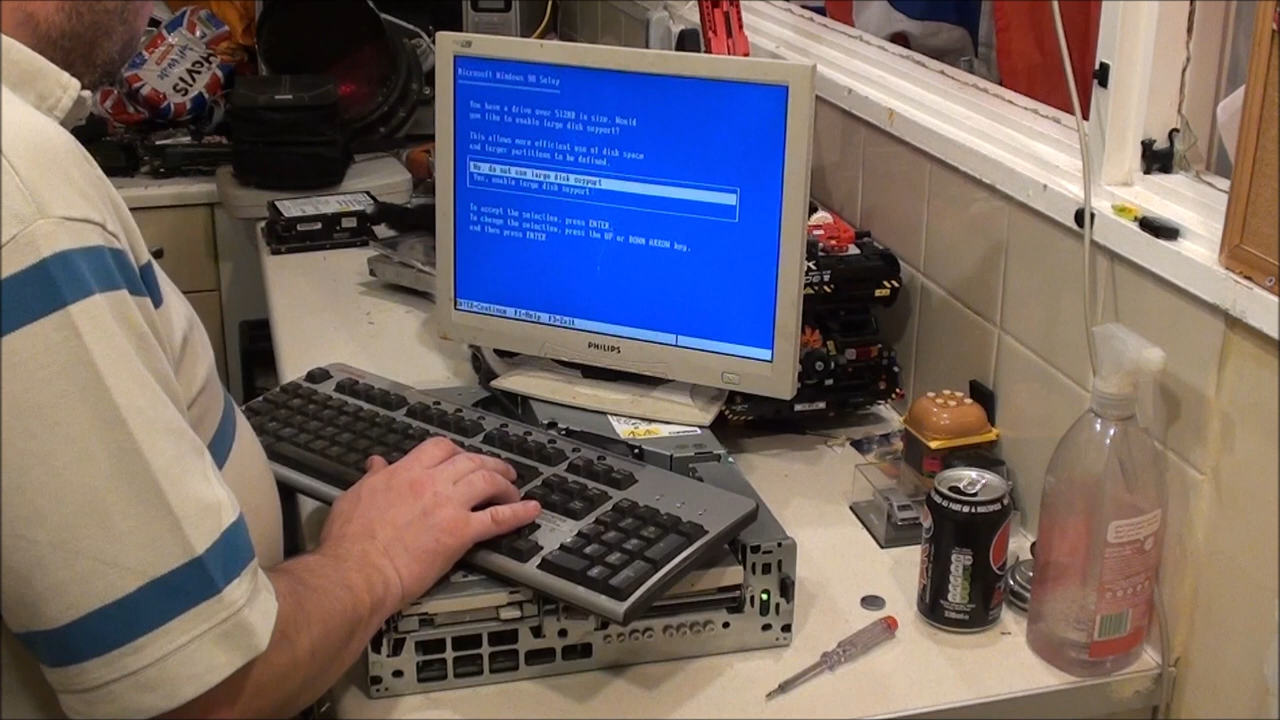 HOVIS
Microsoft Windows 98 Setup
You have a drive over 512MB in size. Would
you like to enable large disk support?
This allows more efficient use of disk space
and larger partitions to be defined.
No, do not use large disk support
Yes, enable large disk support
To accept the selection, press ENTER.
To change the selection, press the UP or DOWN ARROW key,
and then press ENTER
ENTER=Continue F1=Help F3=Exit
PHILIPS